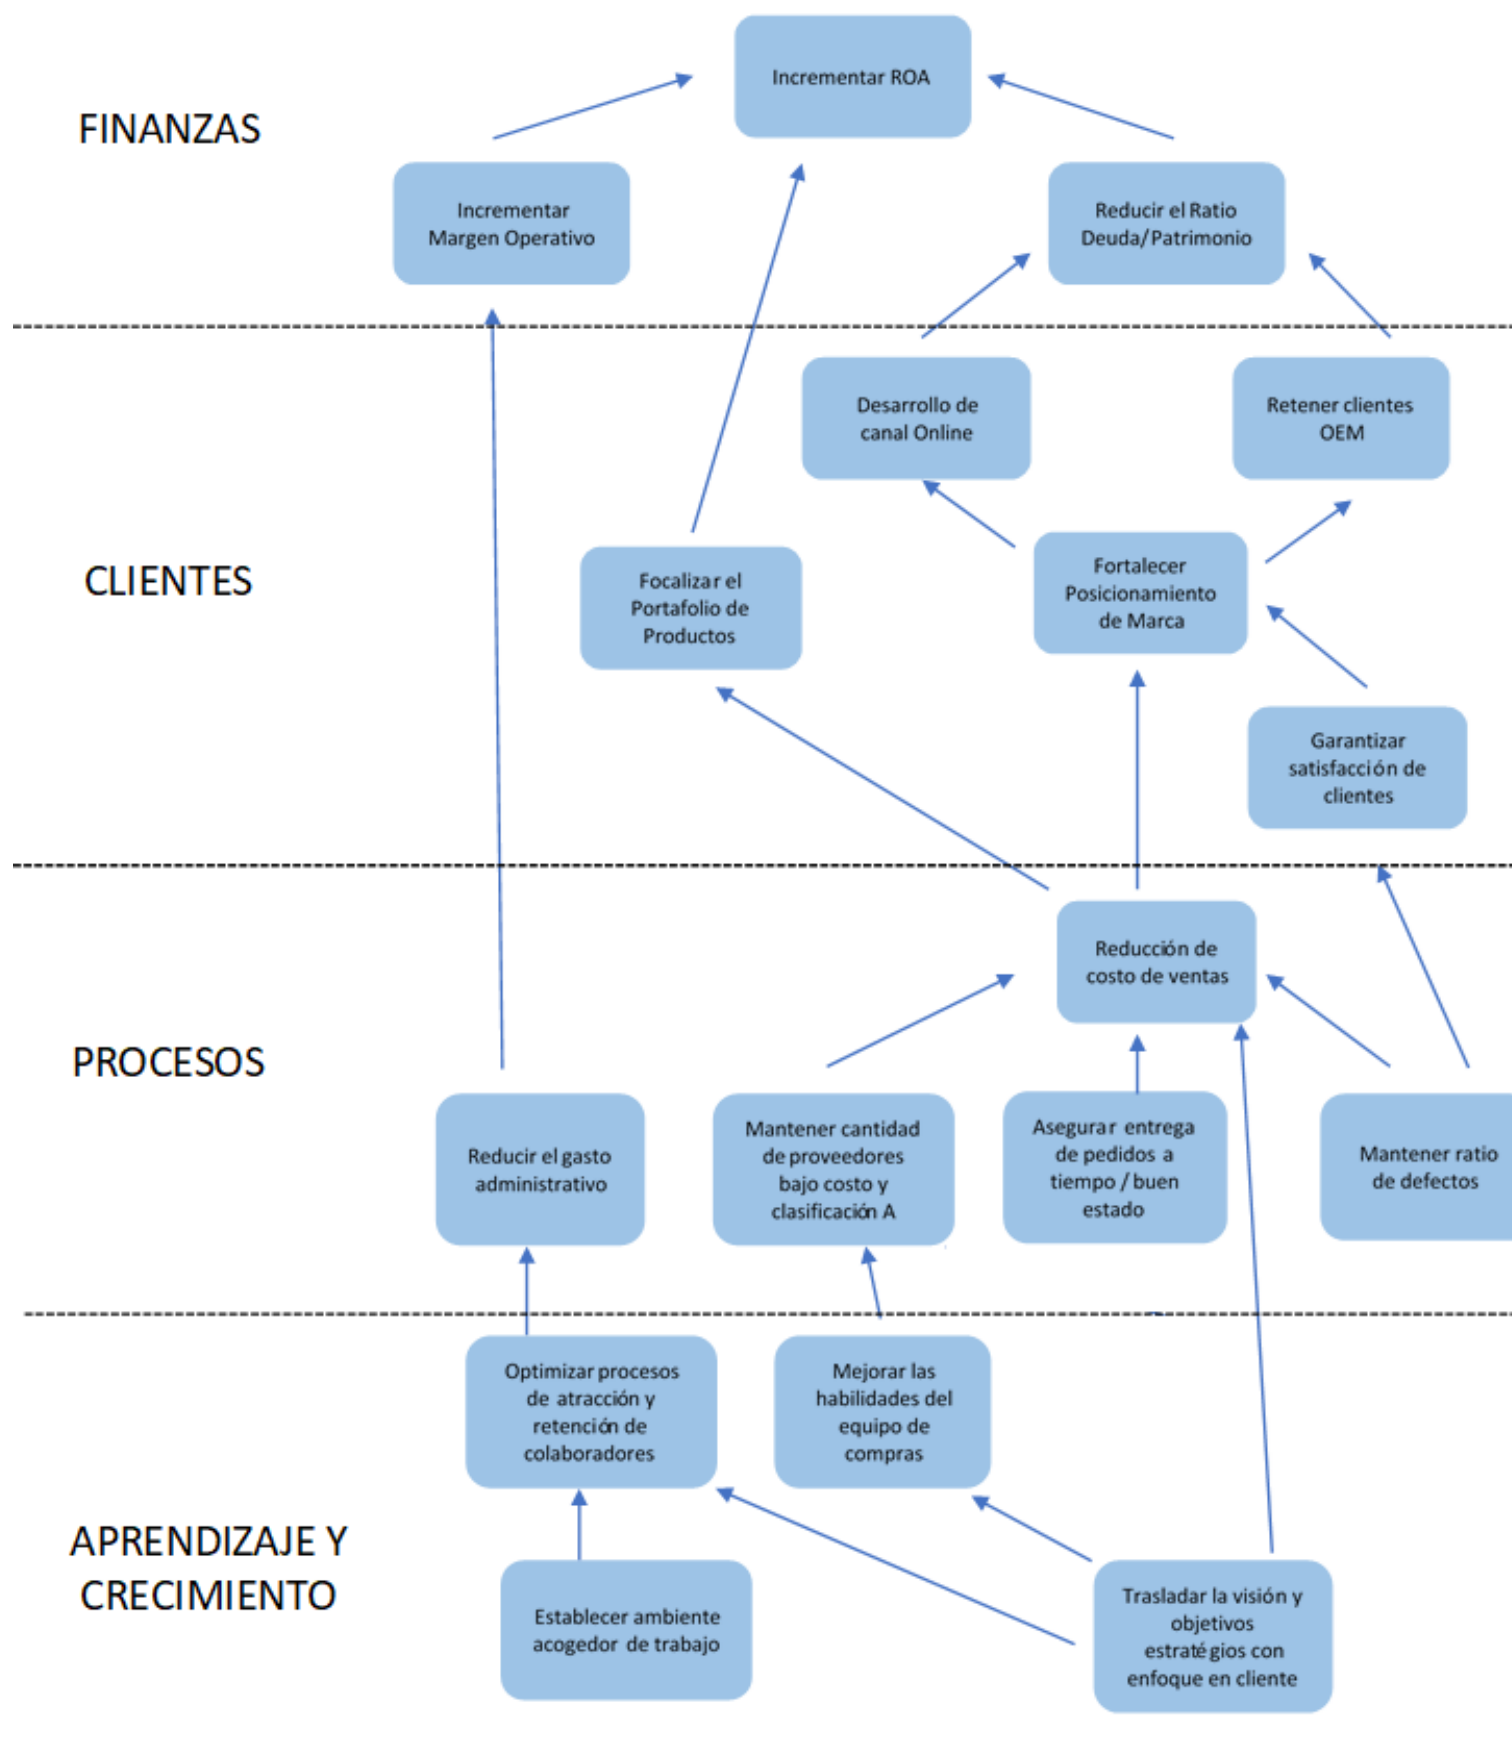 Incrementar ROA
FINANZAS
Incrementar
Margen Operativo
Reducir el Ratio
Deuda/Patrimonio
Desarrollo de
canal Online
Retener clientes
OEM
CLIENTES
Focalizar el
Portafolio de
Productos
Fortalecer
Posicionamiento
de Marca
Garantizar
satisfacción de
clientes
Reducción de
costo de ventas
PROCESOS
Reducir el gasto
administrativo
Mantener cantidad
de proveedores
bajo costo y
clasificación A
Asegurar entrega
de pedidos a
tiempo / buen
estado
Mantener ratio
de defectos
Optimizar procesos
de atracción y
retención de
colaboradores
Mejorar las
habilidades del
equipo de
compras
APRENDIZAJE Y
CRECIMIENTO
Establecer ambiente
acogedor de trabajo
Trasladar la visión y
objetivos
estratégios con
enfoque en cliente